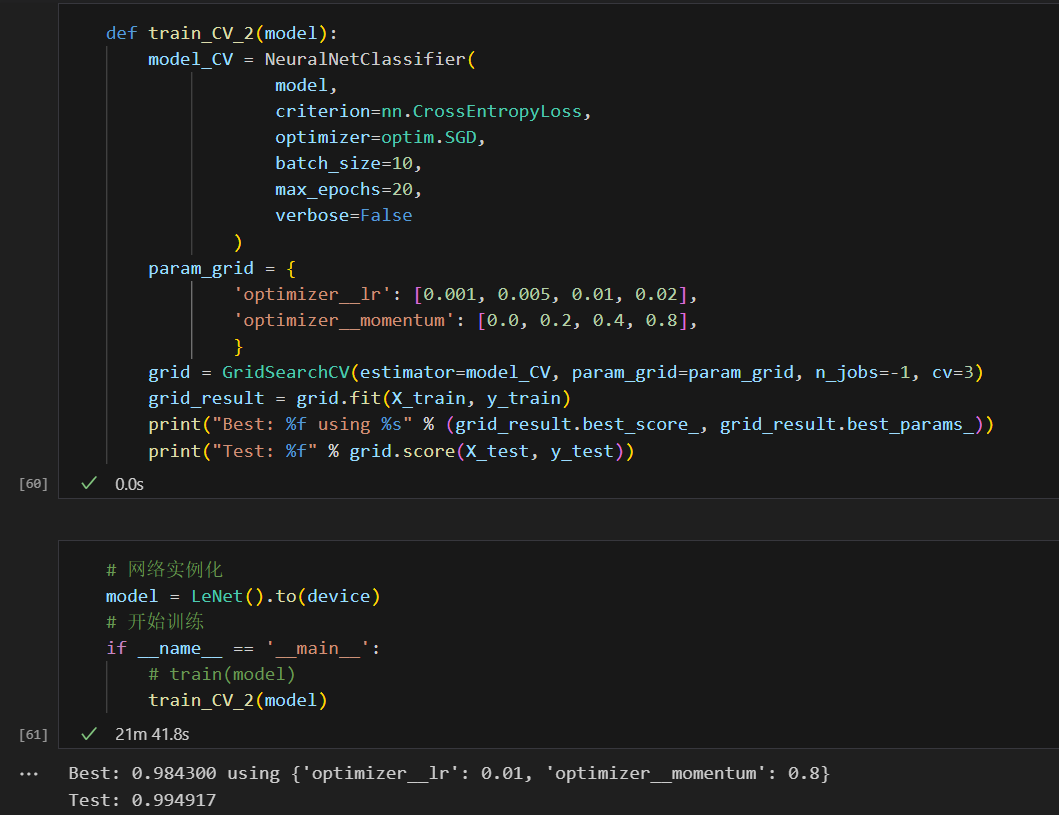 def train_CV_2(model):
model_CV = NeuralNetClassifier(
model,
criterion=nn.CrossEntropyLoss,
optimizer=optim.SGD,
batch_size=10,
max_epochs=20,
verbose=False
)
param_grid = {
'optimizer__lr': [0.001, 0.005, 0.01, 0.02],
'optimizer__momentum': [0.0, 0.2, 0.4, 0.8],
}
grid = GridSearchCV(estimator=model_CV, param_grid=param_grid, n_jobs=-1, cv=3)
grid_result = grid.fit(X_train, y_train)
print("Best: %f using %s" % (grid_result.best_score_, grid_result.best_params_))
print("Test: %f" % grid.score(X_test, y_test))
[60] ✓ 0.0s
# 网络实例化
model = LeNet().to(device)
# 开始训练
if __name__ == '__main__':
# train(model)
train_CV_2(model)
[61] ✓ 21m 41.8s
... Best: 0.984300 using {'optimizer__lr': 0.01, 'optimizer__momentum': 0.8}
Test: 0.994917